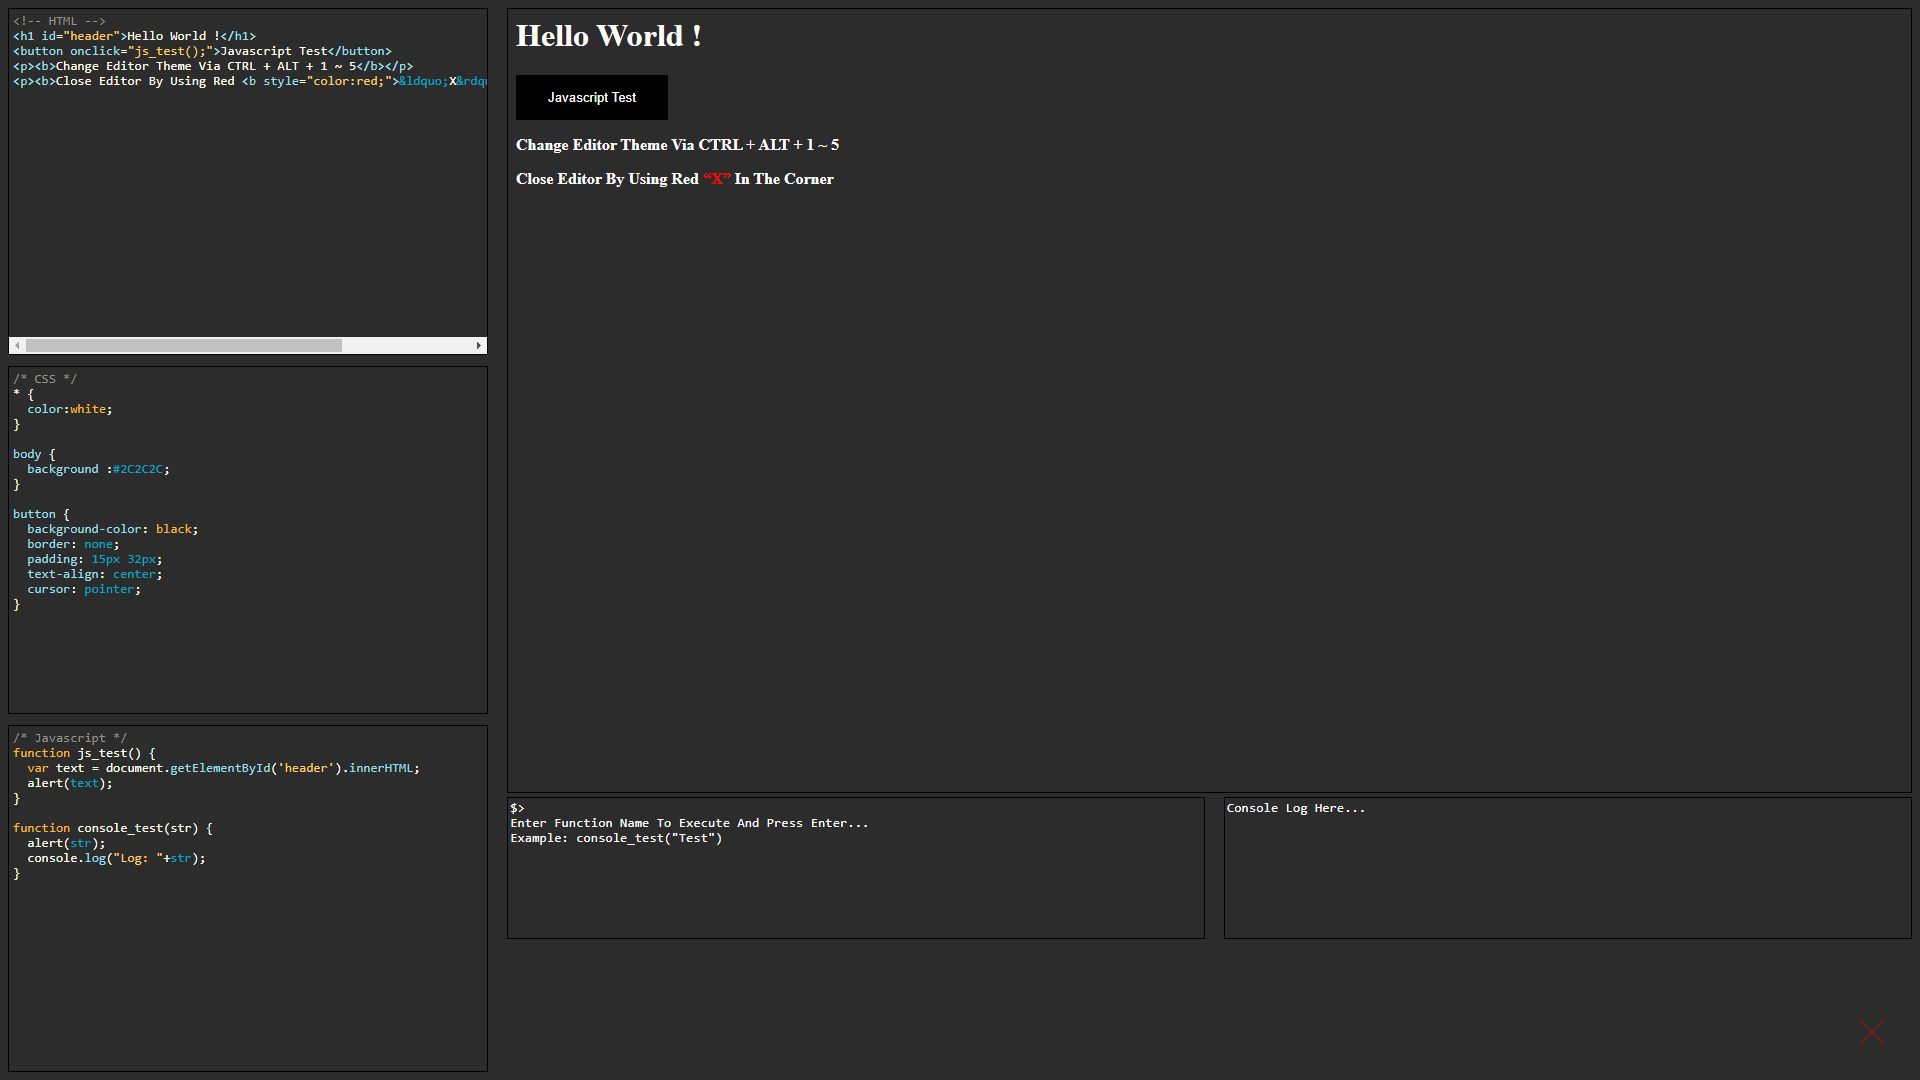 <!-- HTML -->
<h1 id="header">Hello World !</h1>
<button onclick="js_test();">Javascript Test</button>
<p><b>Change Editor Theme Via CTRL + ALT + 1 ~ 5</b></p>
<p><b>Close Editor By Using Red <b style="color:red;">&ldquo;X&rdqu
/* CSS */
* {
  color:white;
}
body {
  background :#2C2C2C;
}
button {
  background-color: black;
  border: none;
  padding: 15px 32px;
  text-align: center;
  cursor: pointer;
}
/* Javascript */
function js_test() {
  var text = document.getElementById('header').innerHTML;
  alert(text);
}
function console_test(str) {
  alert(str);
  console.log("Log: "+str);
}
Hello World !
Javascript Test
Change Editor Theme Via CTRL + ALT + 1 ~ 5
Close Editor By Using Red “X” In The Corner
$>
Enter Function Name To Execute And Press Enter...
Example: console_test("Test")
Console Log Here...